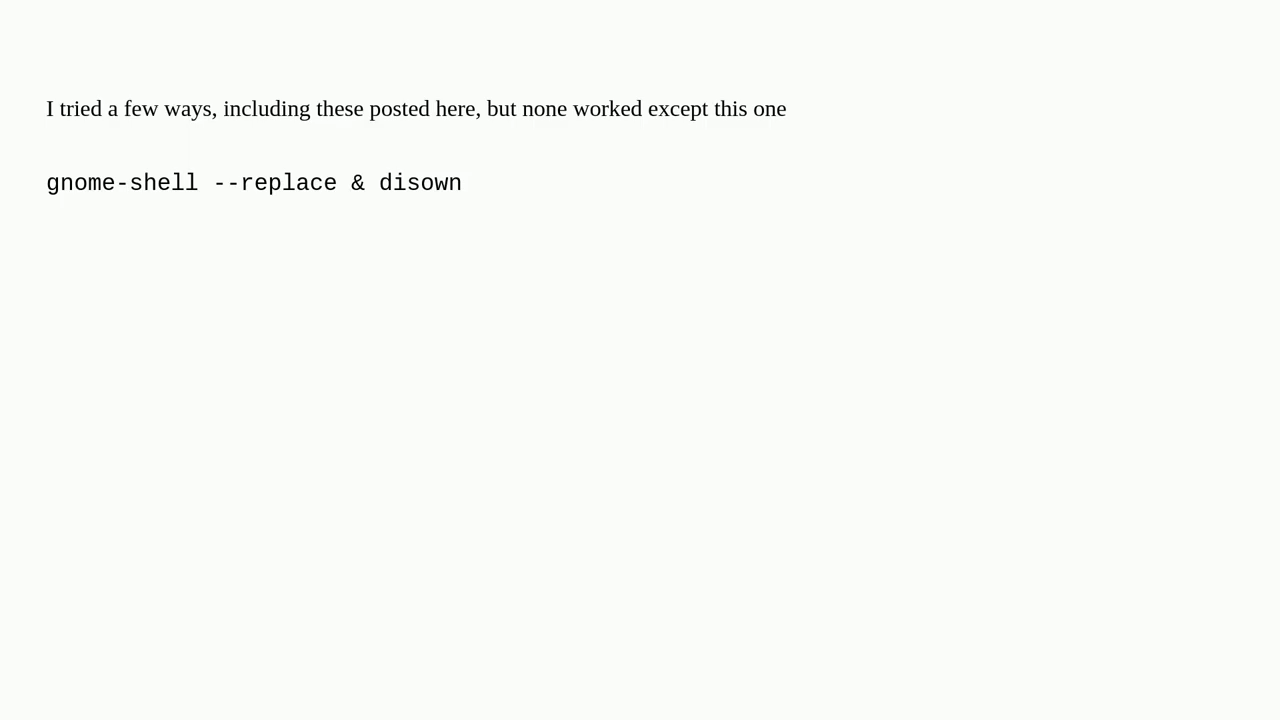 I tried a few ways, including these posted here, but none worked except this one
gnome-shell --replace & disown